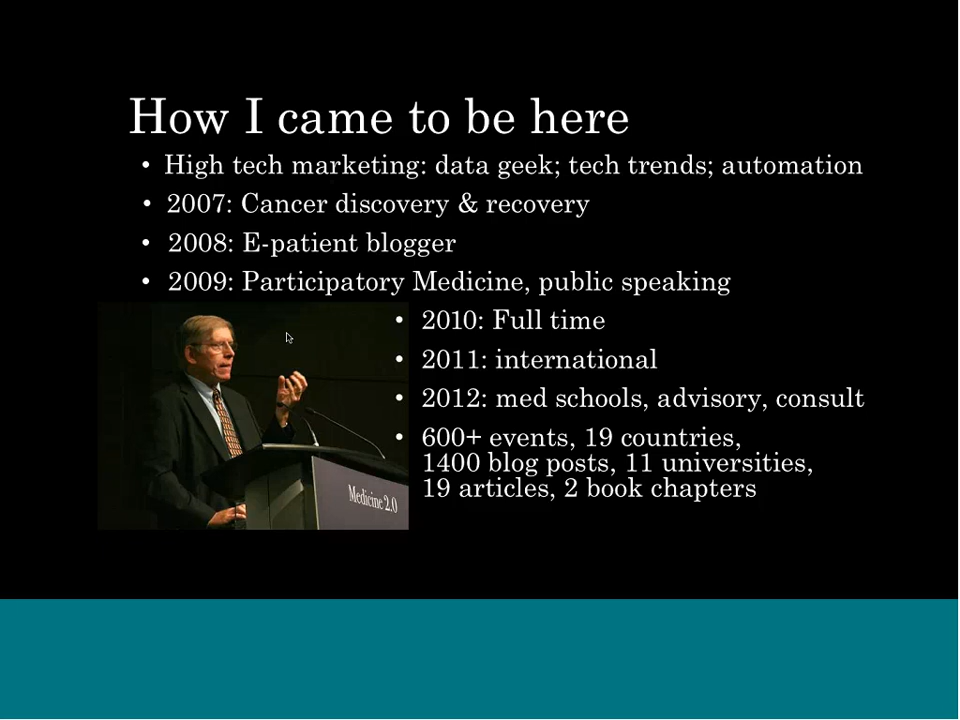 How I came to be here
• High tech marketing: data geek; tech trends; automation
• 2007: Cancer discovery & recovery
• 2008: E-patient blogger
• 2009: Participatory Medicine, public speaking
• 2010: Full time
• 2011: international
• 2012: med schools, advisory, consult
• 600+ events, 19 countries,
1400 blog posts, 11 universities,
19 articles, 2 book chapters
Medicine 2.0